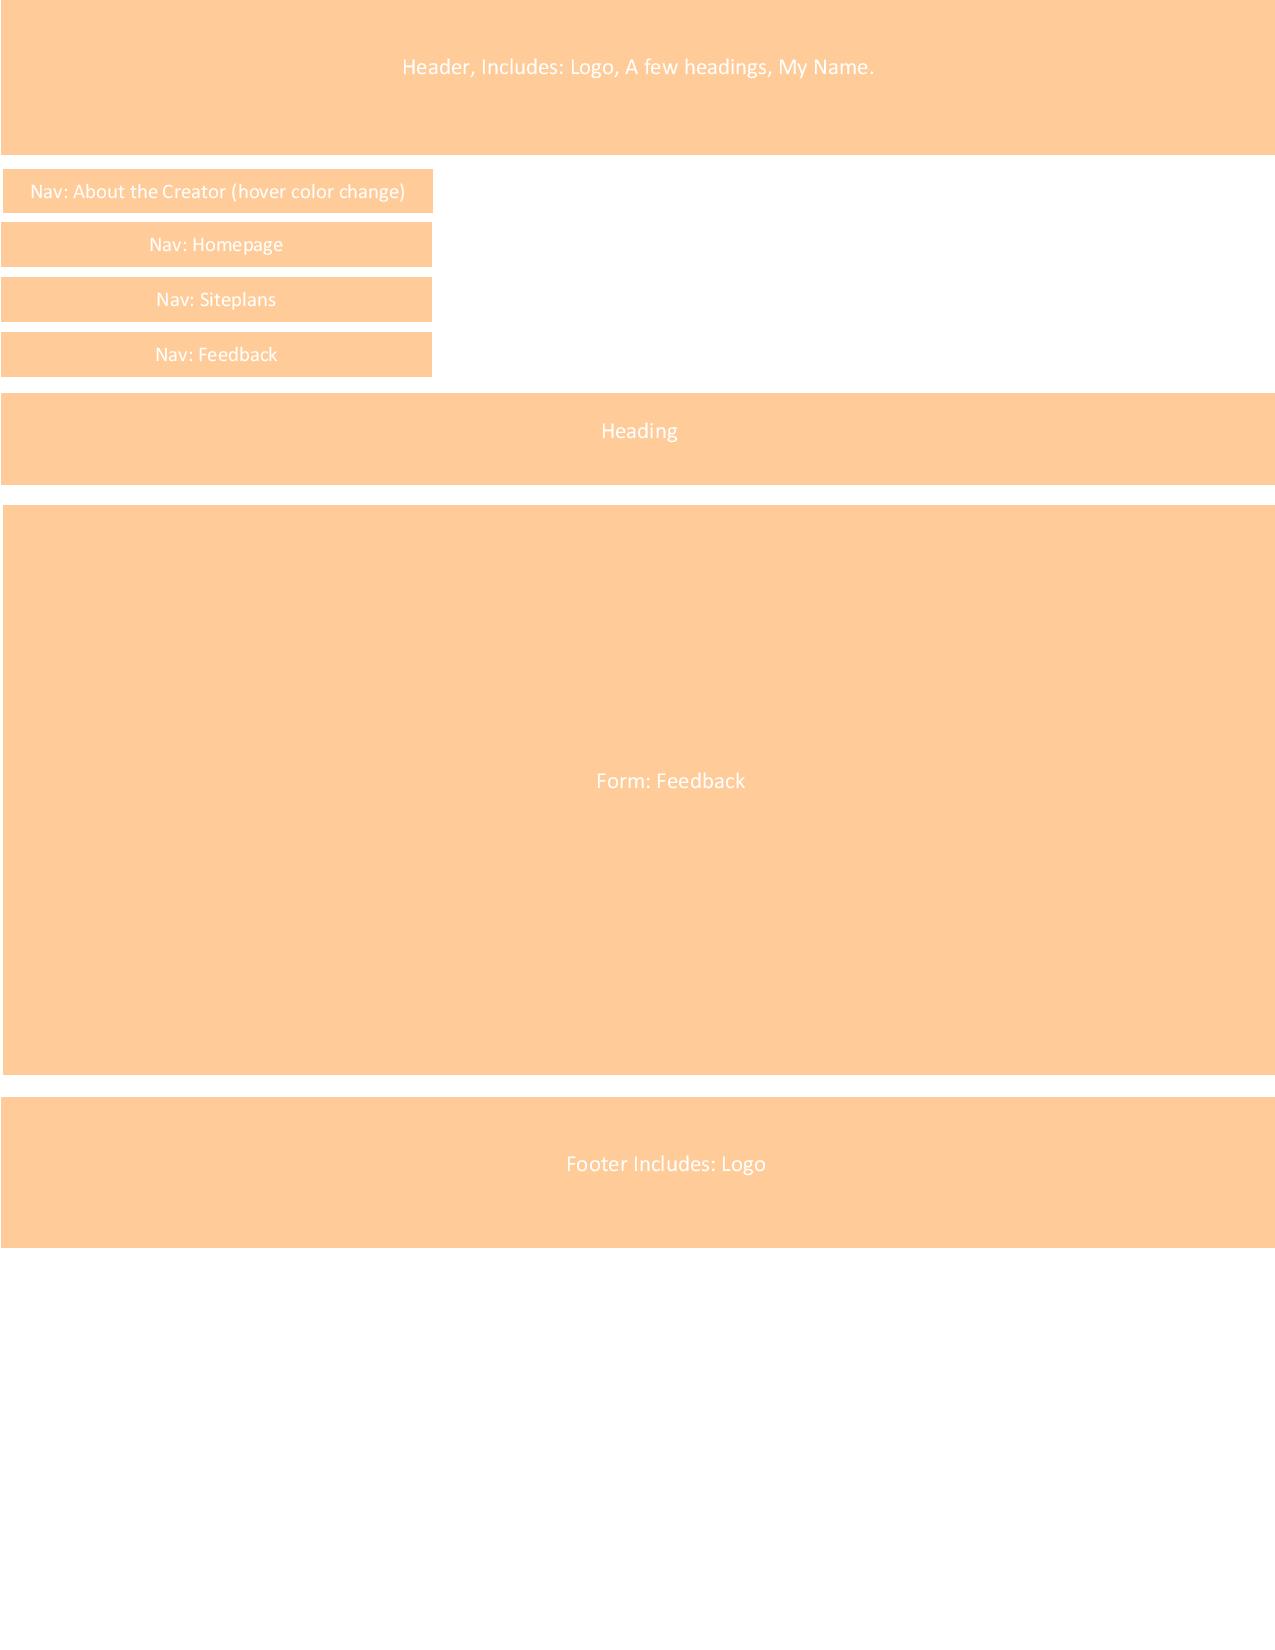 Header, Includes: Logo, A few headings, My Name.
Nav: About the Creator (hover color change)
Nav: Homepage
Nav: Siteplans
Nav: Feedback
Heading
Form: Feedback
Footer Includes: Logo